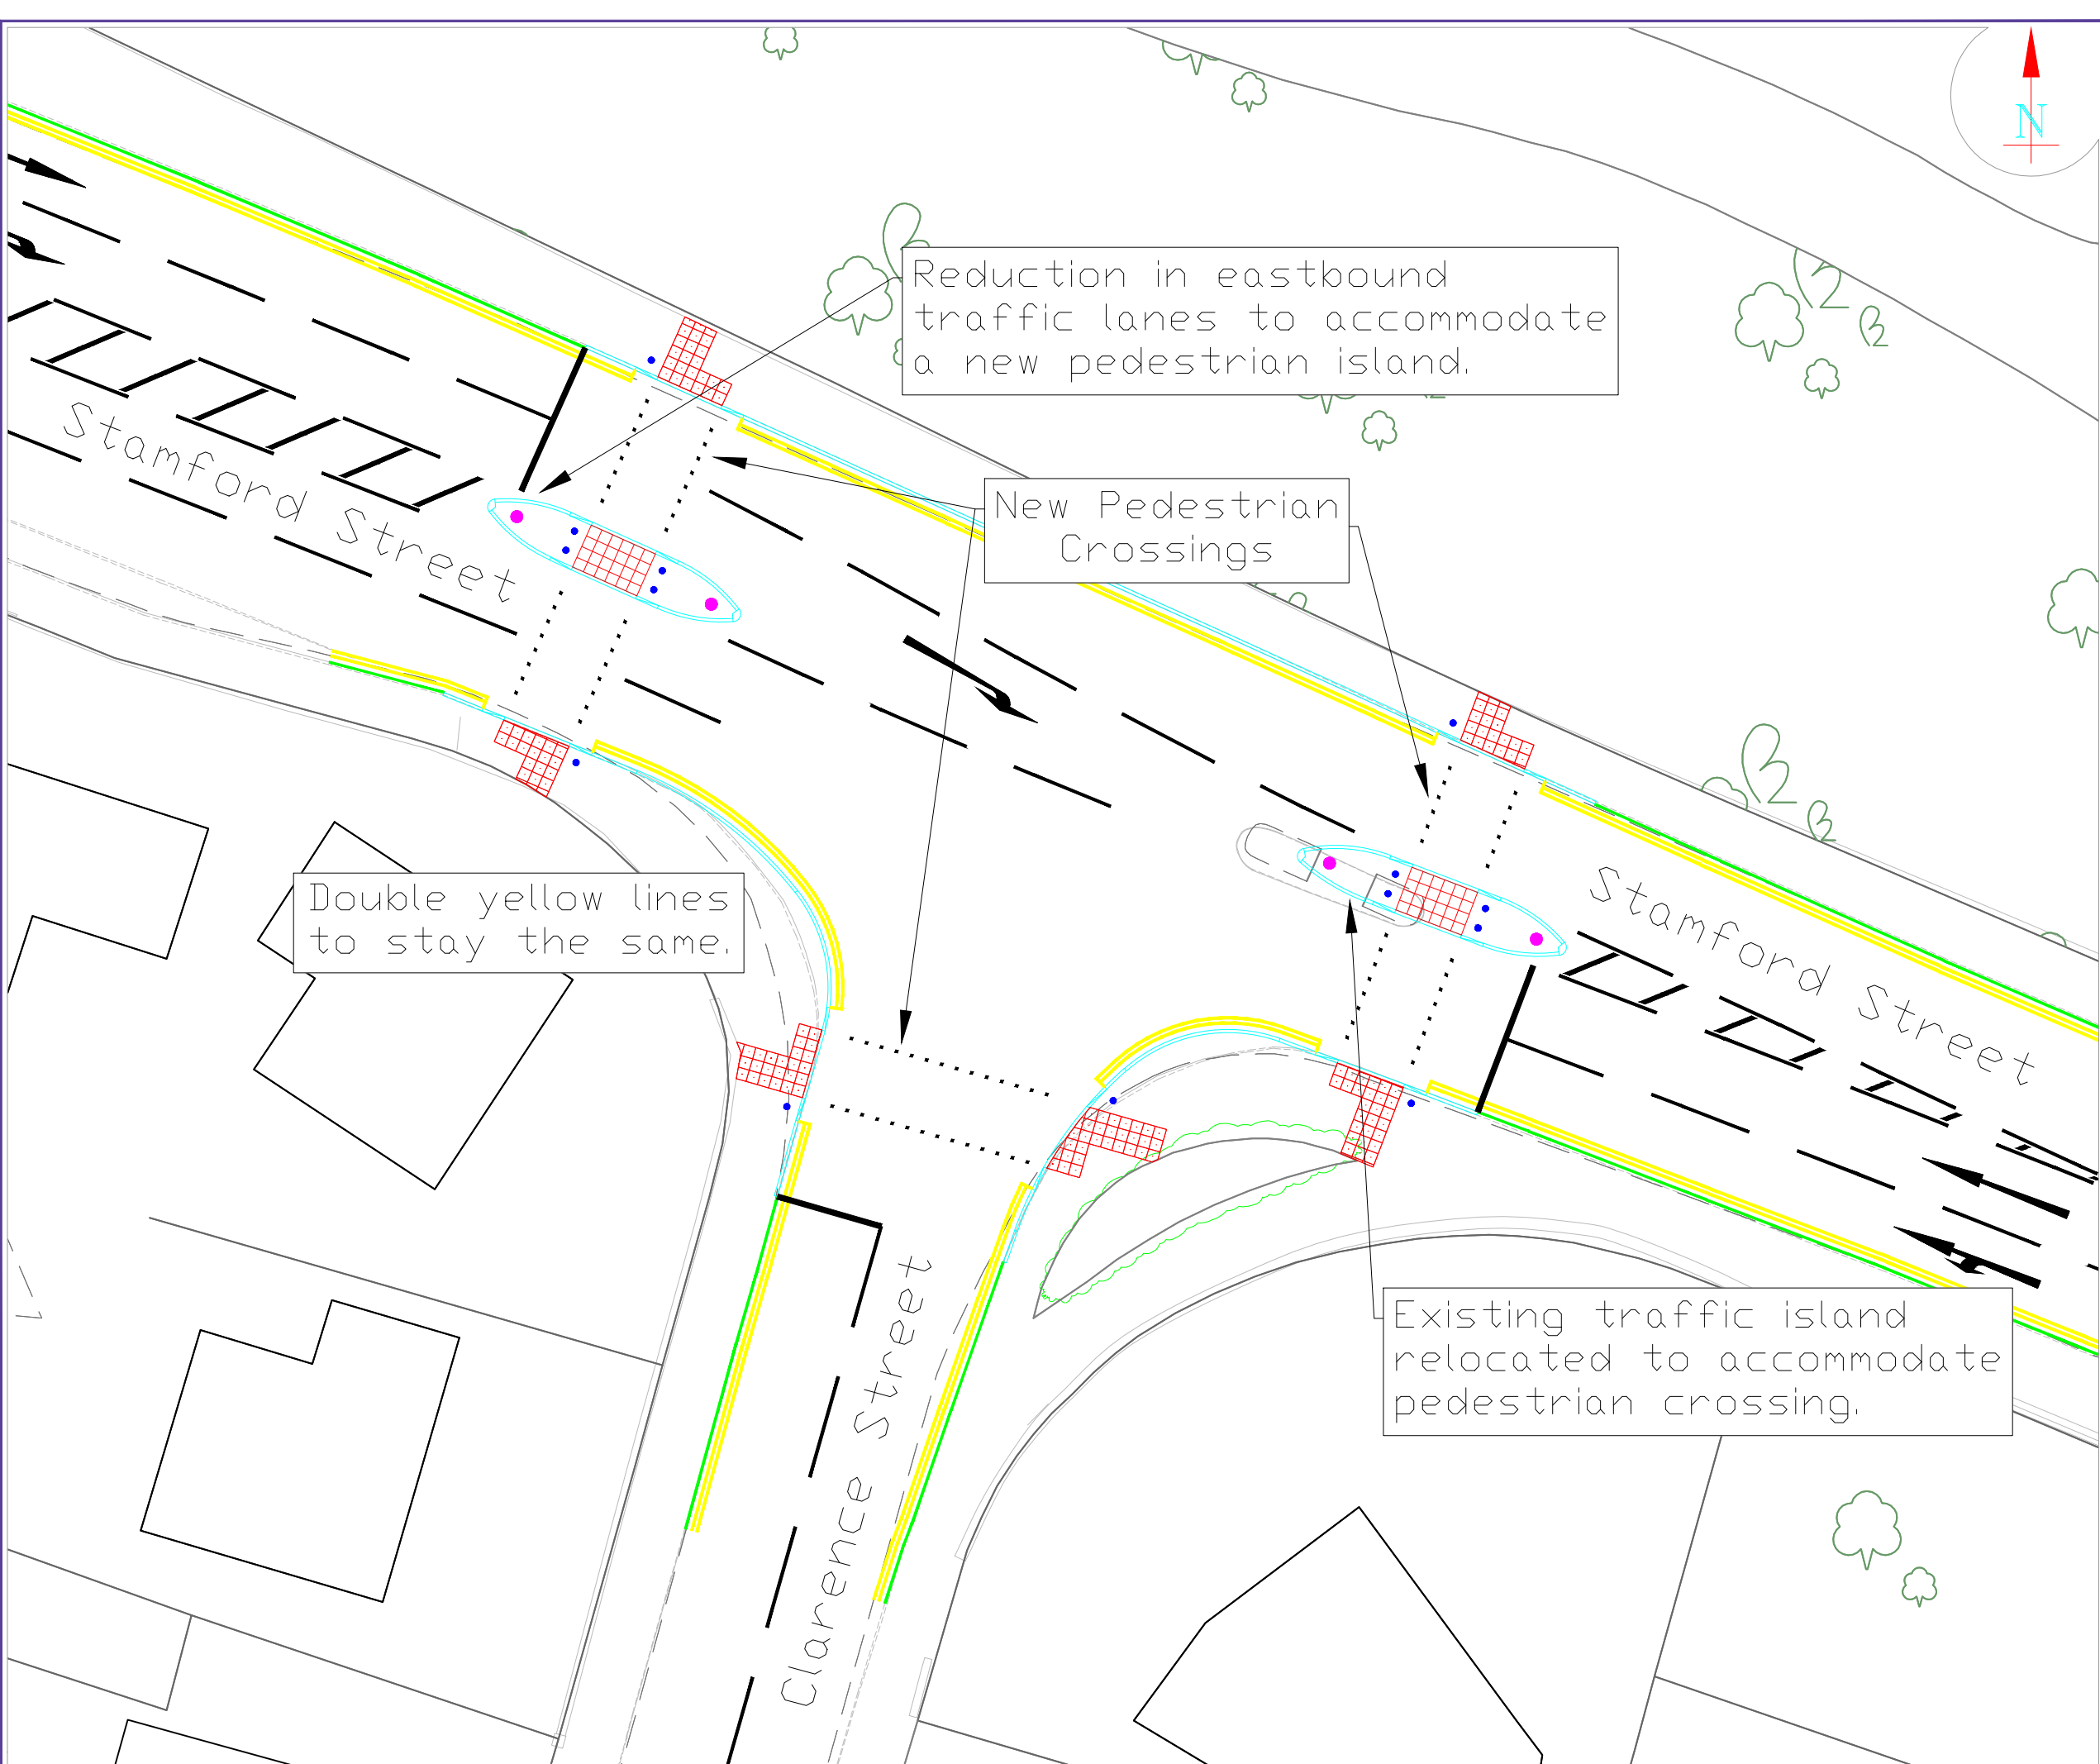 N
Reduction in eastbound
traffic lanes to accommodate
a new pedestrian island.
Stamford Street
New Pedestrian
Crossings
Double yellow lines
to stay the same.
Stamford Street
Clarence Street
Existing traffic island
relocated to accommodate
pedestrian crossing.